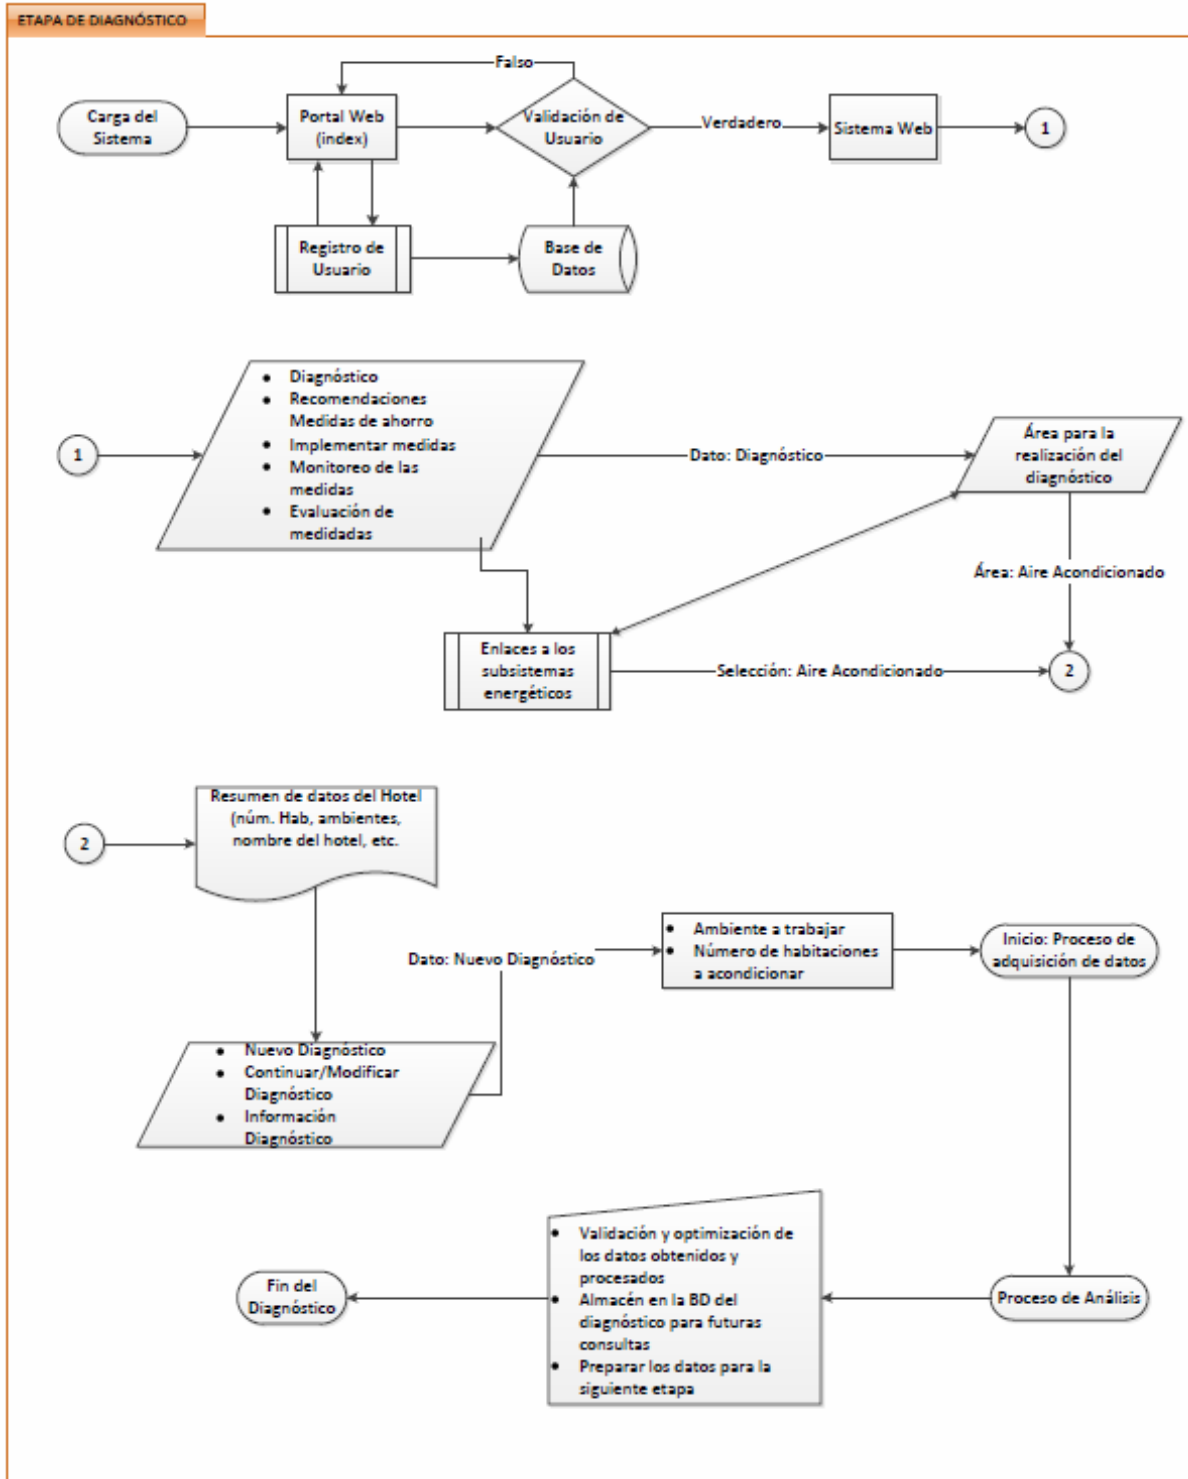 ETAPA DE DIAGNÓSTICO
Falso
Carga del
Sistema
Portal Web
(index)
Validación de
Usuario
Verdadero
Sistema Web
1
Registro de
Usuario
Base de
Datos
1
• Diagnóstico
• Recomendaciones
Medidas de ahorro
• Implementar medidas
• Monitoreo de las
medidas
• Evaluación de
medidadas
Dato: Diagnóstico
Área para la
realización del
diagnóstico
Área: Aire Acondicionado
Enlaces a los
subsistemas
energéticos
Selección: Aire Acondicionado
2
2
Resumen de datos del Hotel
(núm. Hab, ambientes,
nombre del hotel, etc.
Dato: Nuevo Diagnóstico
• Ambiente a trabajar
• Número de habitaciones
a acondicionar
Inicio: Proceso de
adquisición de datos
• Nuevo Diagnóstico
• Continuar/Modificar
Diagnóstico
• Información
Diagnóstico
• Validación y optimización de
los datos obtenidos y
procesados
• Almacén en la BD del
diagnóstico para futuras
consultas
• Preparar los datos para la
siguiente etapa
Fin del
Diagnóstico
Proceso de Análisis